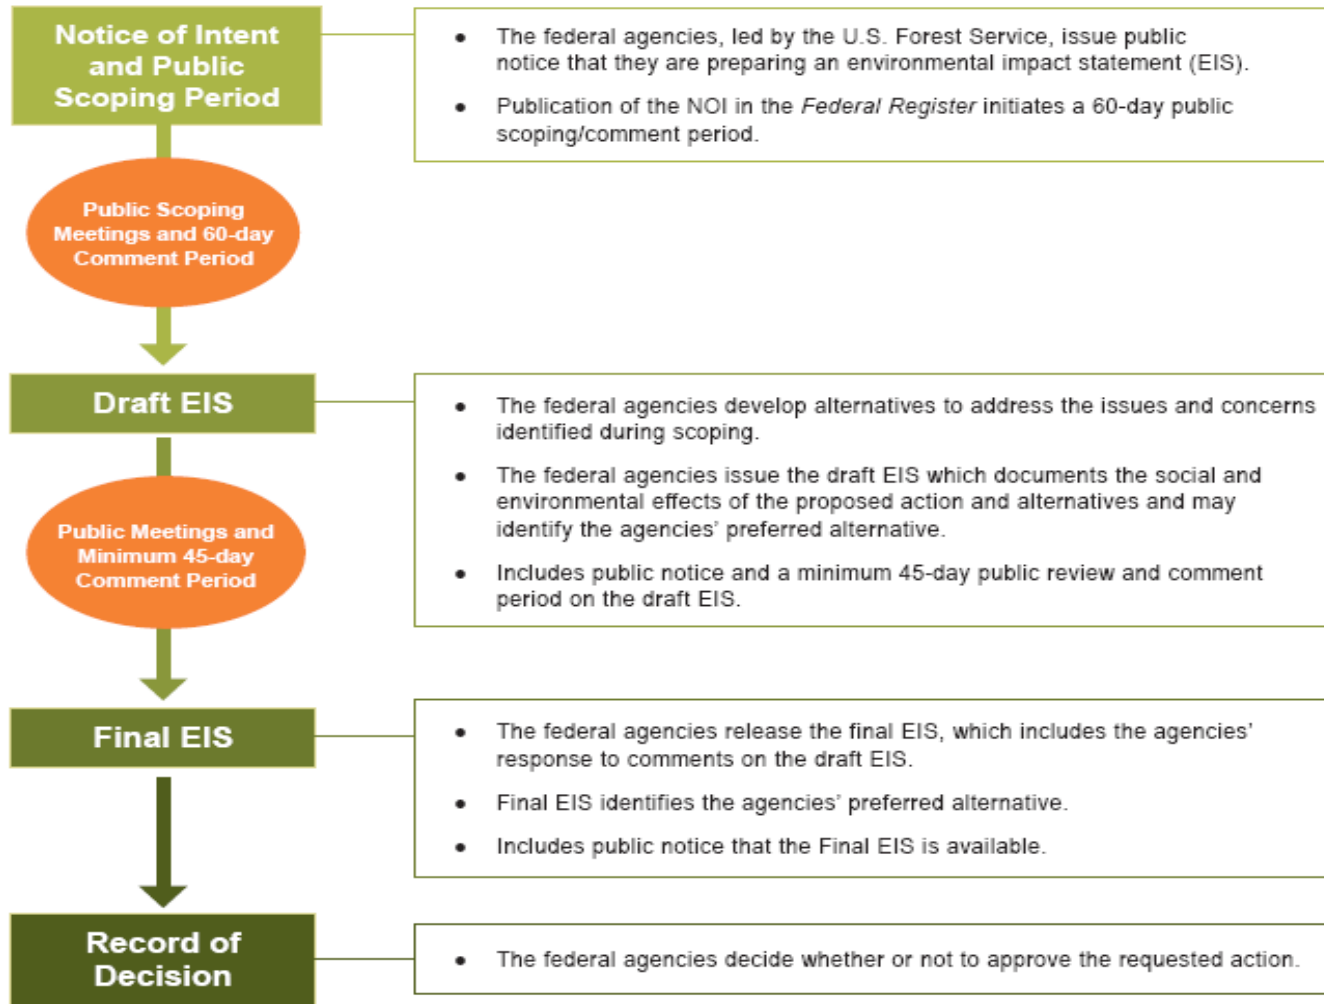 Notice of Intent
and Public
Scoping Period
• The federal agencies, led by the U.S. Forest Service, issue public
notice that they are preparing an environmental impact statement (EIS).
• Publication of the NOI in the Federal Register initiates a 60-day public
scoping/comment period.
Public Scoping
Meetings and 60-day
Comment Period
Draft EIS
• The federal agencies develop alternatives to address the issues and concerns
identified during scoping.
• The federal agencies issue the draft EIS which documents the social and
environmental effects of the proposed action and alternatives and may
identify the agencies’ preferred alternative.
• Includes public notice and a minimum 45-day public review and comment
period on the draft EIS.
Public Meetings and
Minimum 45-day
Comment Period
Final EIS
• The federal agencies release the final EIS, which includes the agencies’
response to comments on the draft EIS.
• Final EIS identifies the agencies’ preferred alternative.
• Includes public notice that the Final EIS is available.
Record of
Decision
• The federal agencies decide whether or not to approve the requested action.